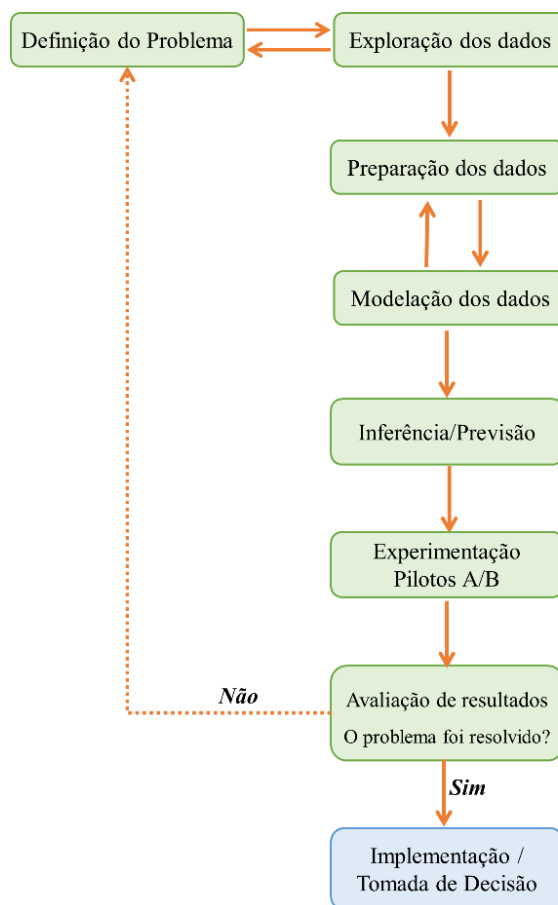 Definição do Problema
Exploração dos dados
Preparação dos dados
Modelação dos dados
Inferência/Previsão
Experimentação
Pilotos A/B
Avaliação de resultados
O problema foi resolvido?
Não
Sim
Implementação /
Tomada de Decisão